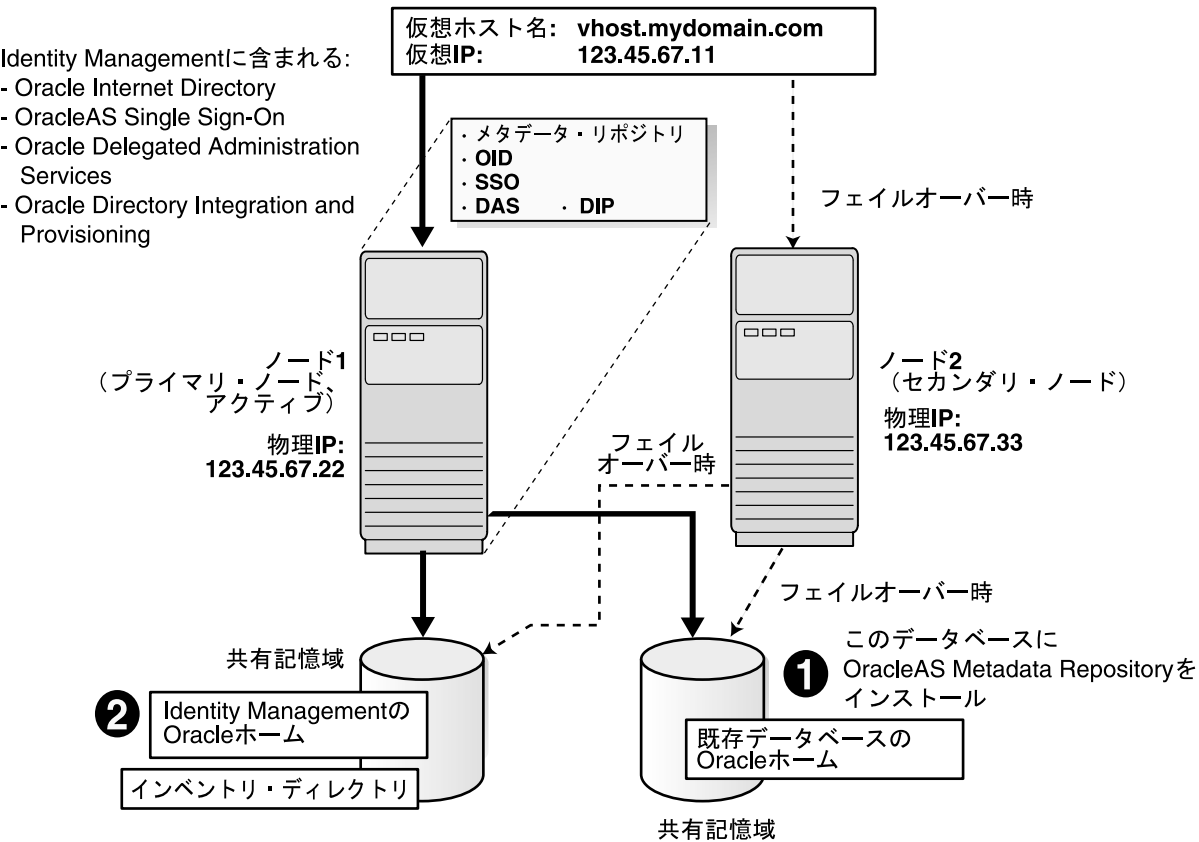 仮想ホスト名: vhost.mydomain.com
仮想IP: 123.45.67.11
Identity Managementに含まれる:
- Oracle Internet Directory
- OracleAS Single Sign-On
- Oracle Delegated Administration
Services
- Oracle Directory Integration and
Provisioning
・メタデータ・リポジトリ
・OID
・SSO
・DAS ・DIP
フェイルオーバー時
ノード1
（プライマリ・ノード、
アクティブ）
物理IP:
123.45.67.22
ノード2
（セカンダリ・ノード）
物理IP:
123.45.67.33
フェイル
オーバー時
フェイルオーバー時
共有記憶域
2
Identity Managementの
Oracleホーム
インベントリ・ディレクトリ
1
このデータベースに
OracleAS Metadata Repositoryを
インストール
既存データベースの
Oracleホーム
共有記憶域